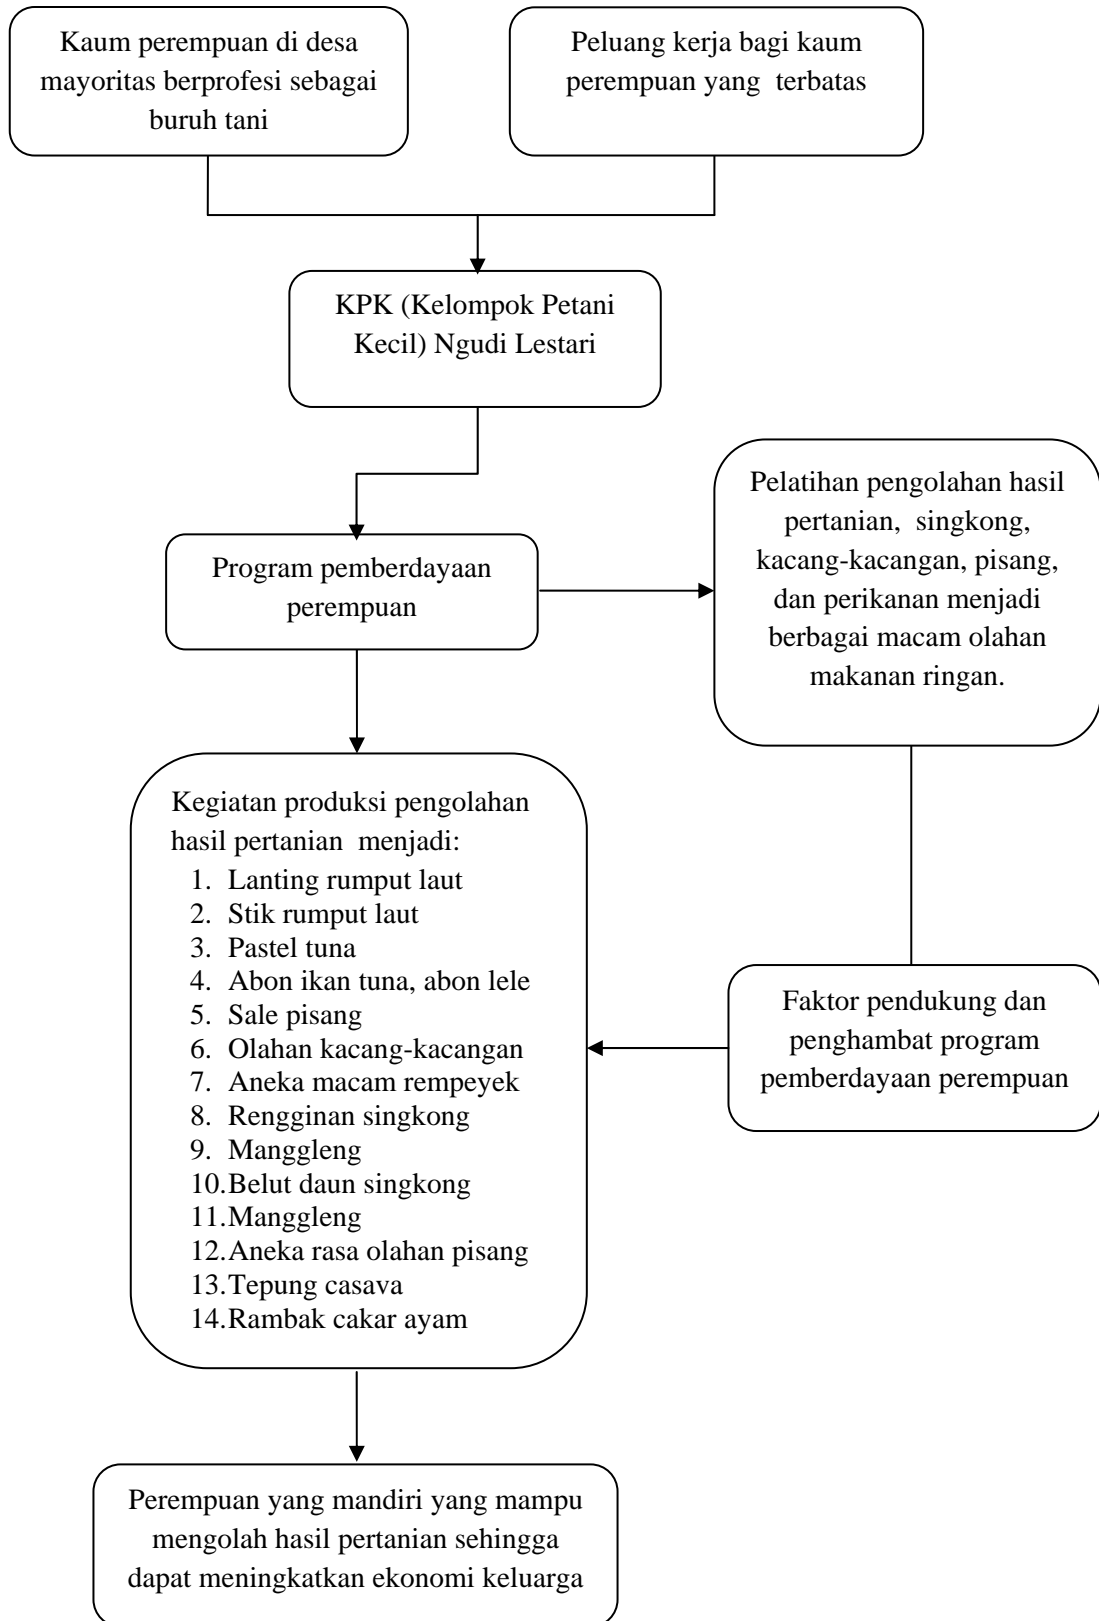 Kaum perempuan di desa
mayoritas berprofesi sebagai
buruh tani
Peluang kerja bagi kaum
perempuan yang terbatas
KPK (Kelompok Petani
Kecil) Ngudi Lestari
Program pemberdayaan
perempuan
Pelatihan pengolahan hasil
pertanian, singkong,
kacang-kacangan, pisang,
dan perikanan menjadi
berbagai macam olahan
makanan ringan.
Kegiatan produksi pengolahan
hasil pertanian menjadi:
1. Lanting rumput laut
2. Stik rumput laut
3. Pastel tuna
4. Abon ikan tuna, abon lele
5. Sale pisang
6. Olahan kacang-kacangan
7. Aneka macam rempeyek
8. Rengginan singkong
9. Manggleng
10. Belut daun singkong
11. Manggleng
12. Aneka rasa olahan pisang
13. Tepung casava
14. Rambak cakar ayam
Faktor pendukung dan
penghambat program
pemberdayaan perempuan
Perempuan yang mandiri yang mampu
mengolah hasil pertanian sehingga
dapat meningkatkan ekonomi keluarga